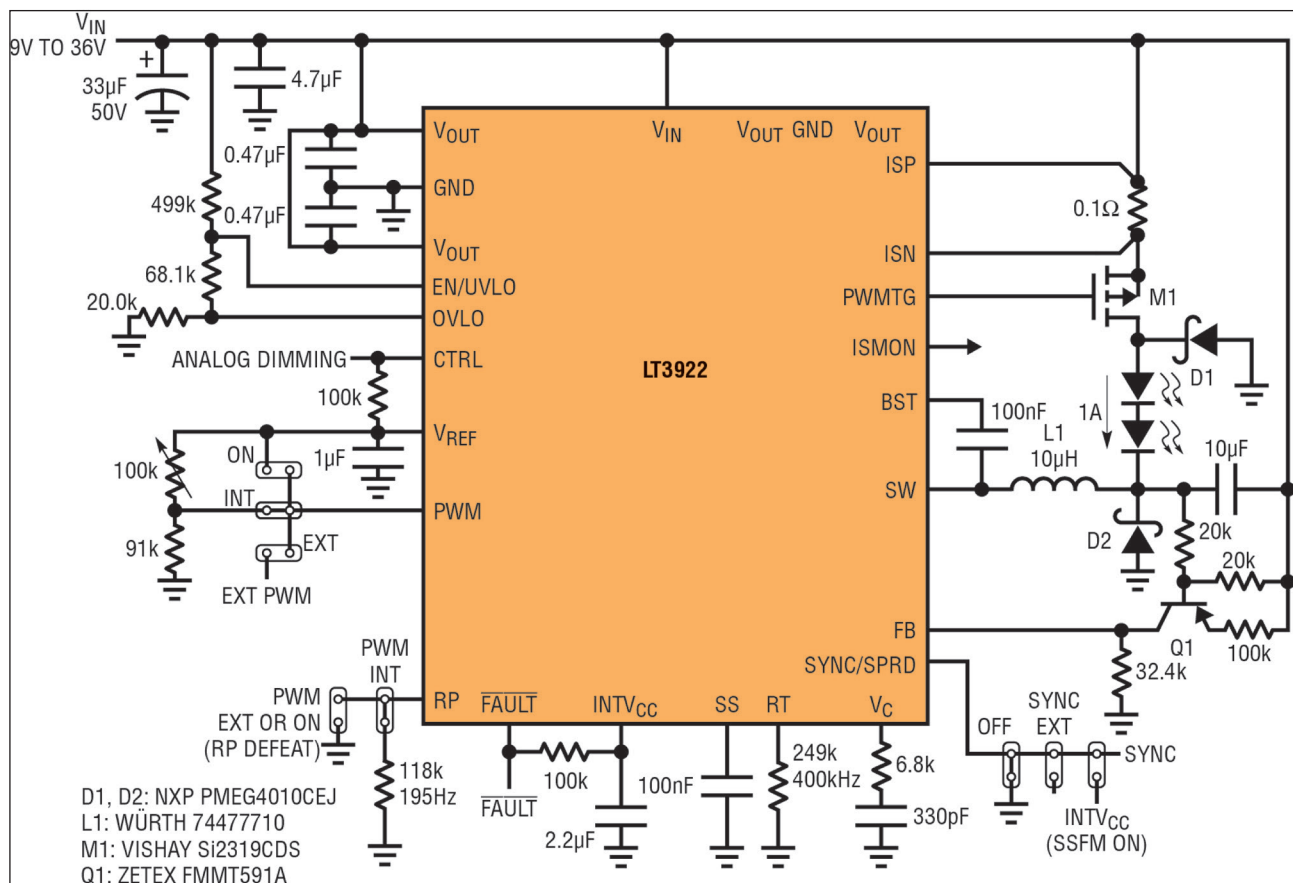 VIN
9V TO 36V
+
33µF
50V
4.7µF
0.47µF
0.47µF
499k
68.1k
20.0k
ANALOG DIMMING
100k
1µF
ON
100k
INT
91k
EXT
EXT PWM
PWM
EXT OR ON
(RP DEFEAT)
PWM
INT
118k
195Hz
VOUT
GND
VOUT
EN/UVLO
OVLO
CTRL
VREF
PWM
RP
VIN
VOUT GND
VOUT
LT3922
ISP
ISN
PWMTG
ISMON
BST
SW
FB
SYNC/SPRD
FAULT
INTVCC
SS
RT
VC
100k
FAULT
2.2µF
100nF
249k
400kHz
6.8k
330pF
0.1Ω
M1
D1
1A
100nF
L1
10µH
10µF
D2
20k
20k
Q1
100k
32.4k
OFF
SYNC
EXT
SYNC
INTVCC
(SSFM ON)
D1, D2: NXP PMEG4010CEJ
L1: WÜRTH 74477710
M1: VISHAY Si2319CDS
Q1: ZETEX FMMT591A